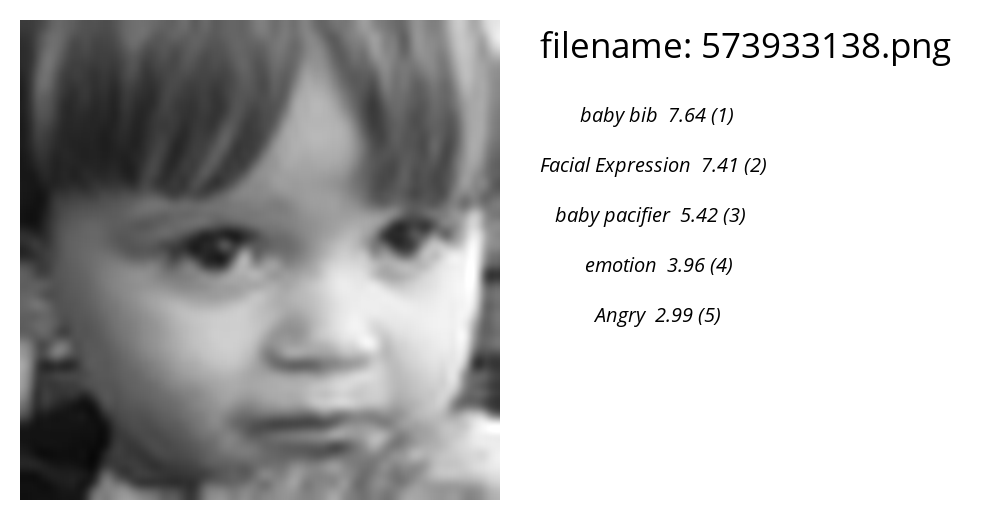 filename: 573933138.png
baby bib 7.64 (1)
Facial Expression 7.41 (2)
baby pacifier 5.42 (3)
emotion 3.96 (4)
Angry 2.99 (5)